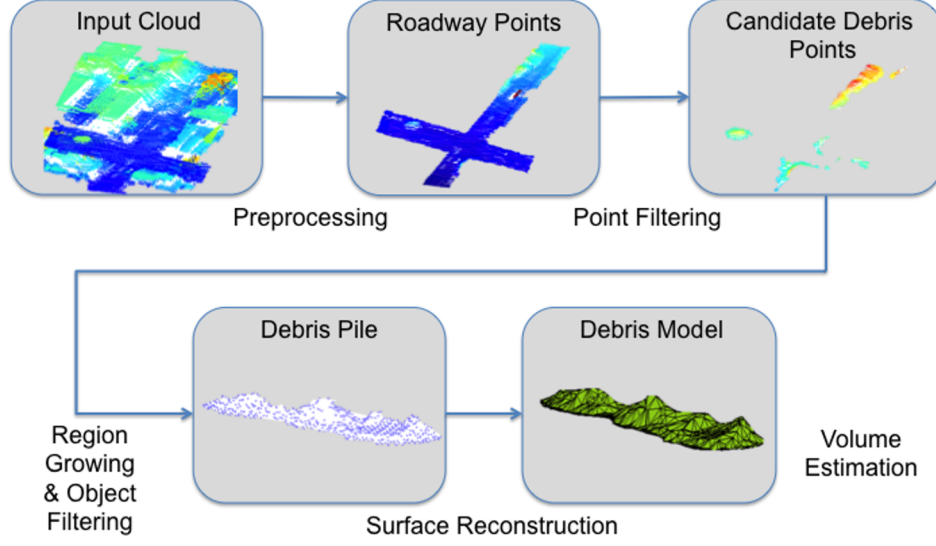 Input Cloud
Roadway Points
Candidate Debris
Points
Preprocessing
Point Filtering
Debris Pile
Debris Model
Region
Growing
& Object
Filtering
Volume
Estimation
Surface Reconstruction